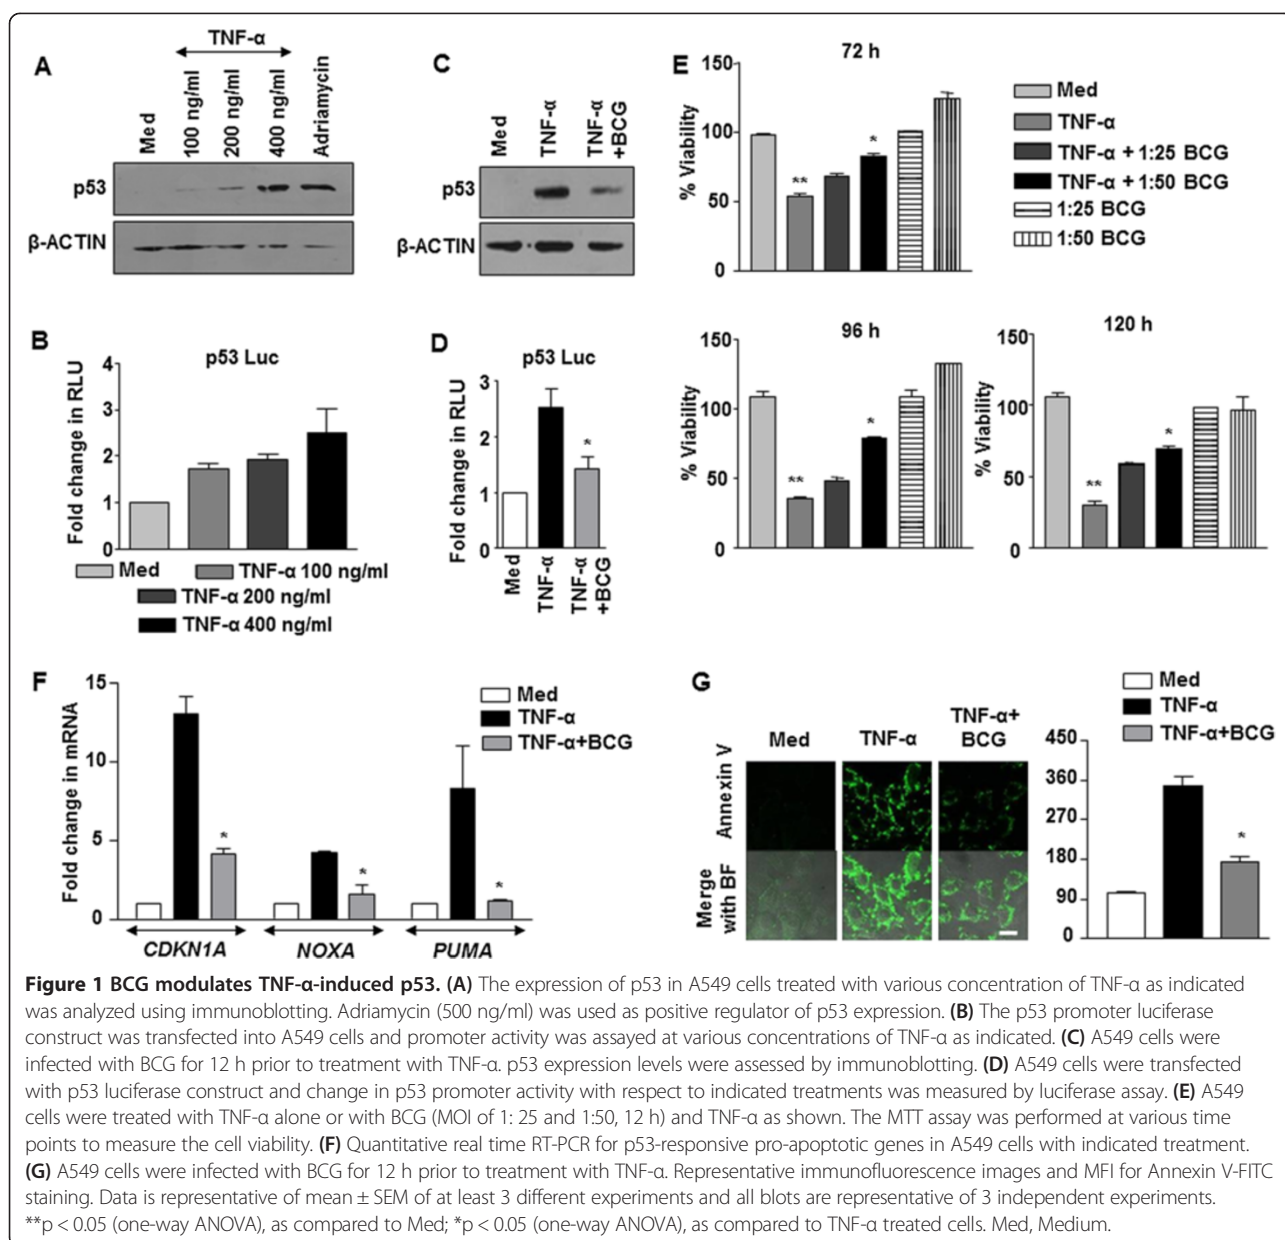 A
TNF-α
Med
100 ng/ml
200 ng/ml
400 ng/ml
Adriamycin
p53
β-ACTIN
B
p53 Luc
Fold change in RLU
4
3
2
1
0
Med
TNF-α 100 ng/ml
TNF-α 200 ng/ml
TNF-α 400 ng/ml
C
Med
TNF-α
TNF-α
+BCG
p53
β-ACTIN
D
p53 Luc
Fold change in RLU
3
2
1
0
*
Med
TNF-α
TNF-α
+BCG
E
72 h
% Viability
150
100
50
0
**
*
Med
TNF-α
TNF-α + 1:25 BCG
TNF-α + 1:50 BCG
1:25 BCG
1:50 BCG
96 h
% Viability
150
100
50
0
**
*
120 h
% Viability
150
100
50
0
**
*
F
Fold change in mRNA
15
10
5
0
*
*
*
CDKN1A
NOXA
PUMA
Med
TNF-α
TNF-α+BCG
G
Med
TNF-α
TNF-α+
BCG
Annexin V
Merge
with BF
Med
TNF-α
TNF-α+BCG
450
360
270
180
90
0
*
Figure 1 BCG modulates TNF-α-induced p53. (A) The expression of p53 in A549 cells treated with various concentration of TNF-α as indicated
was analyzed using immunoblotting. Adriamycin (500 ng/ml) was used as positive regulator of p53 expression. (B) The p53 promoter luciferase
construct was transfected into A549 cells and promoter activity was assayed at various concentrations of TNF-α as indicated. (C) A549 cells were
infected with BCG for 12 h prior to treatment with TNF-α. p53 expression levels were assessed by immunoblotting. (D) A549 cells were transfected
with p53 luciferase construct and change in p53 promoter activity with respect to indicated treatments was measured by luciferase assay. (E) A549
cells were treated with TNF-α alone or with BCG (MOI of 1: 25 and 1:50, 12 h) and TNF-α as shown. The MTT assay was performed at various time
points to measure the cell viability. (F) Quantitative real time RT-PCR for p53-responsive pro-apoptotic genes in A549 cells with indicated treatment.
(G) A549 cells were infected with BCG for 12 h prior to treatment with TNF-α. Representative immunofluorescence images and MFI for Annexin V-FITC
staining. Data is representative of mean ± SEM of at least 3 different experiments and all blots are representative of 3 independent experiments.
**p < 0.05 (one-way ANOVA), as compared to Med; *p < 0.05 (one-way ANOVA), as compared to TNF-α treated cells. Med, Medium.